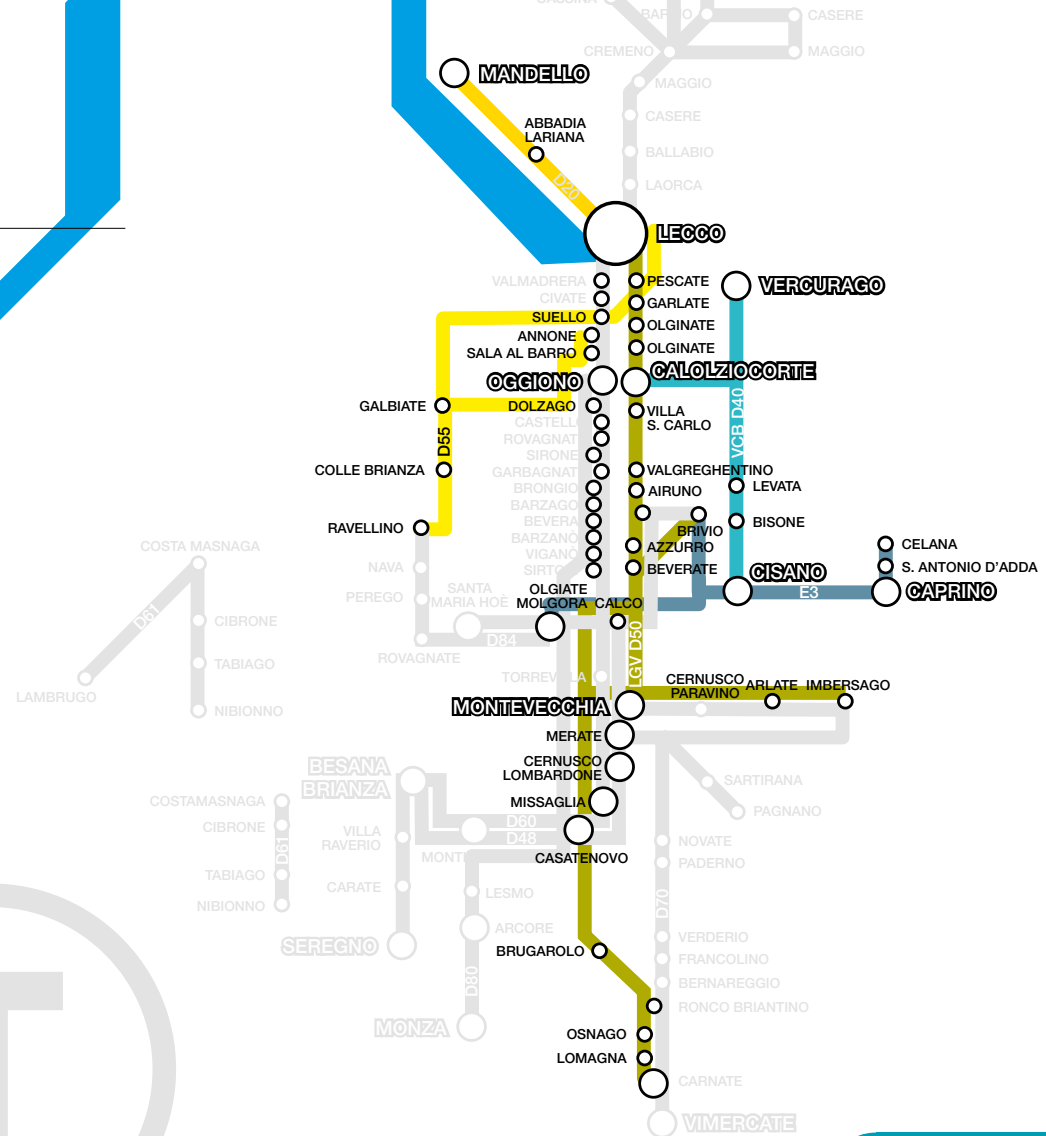 BARZIO
CASERE
CREMENO
MAGGIO
MANDELLO
MAGGIO
CASERE
ABBADIA
LARIANA
BALLABIO
D20
LAORCA
LECCO
VALMADRERA
PESCATE
VERCURAGO
CIVATE
GARLATE
SUELLO
OLGINATE
ANNONE
SALA AL BARRO
OLGINATE
OGGIONO
CALOLZIOCORTE
GALBIATE
DOLZAGO
VILLA
S. CARLO
VCB D40
CASTELLO
D55
ROVAGNAT
SIRONE
COLLE BRIANZA
GARBAGNAT
VALGREGHENTINO
BRONGIO
AIRUNO
LEVATA
BARZAGO
BEVERA
BISONE
RAVELLINO
BRIVIO
BARZANO
AZZURRO
CELANA
COSTA MASNAGA
VIGANÒ
NAVA
SIRTO
BEVERATE
CISANO
S. ANTONIO D'ADDA
PEREGO
SANTA
MARIA HOÈ
OLGIATE
MOLGORA
CALCO
E3
CAPRINO
D61
CIBRONE
D84
LGV D50
ROVAGNATE
TABIAGO
TORREVILLA
CERNUSCO
PARAVINO
ARLATE
IMBERSAGO
LAMBRUGO
NIBIONNO
MONTEVECCHIA
MERATE
BESANA
BRIANZA
CERNUSCO
LOMBARDONE
SARTIRANA
COSTAMASNAGA
MISSAGLIA
PAGNANO
CIBRONE
D61
VILLA
RAVERIO
D60
D48
NOVATE
MONTI
CASATENOVO
PADERNO
TABIAGO
CARATE
LESMO
D70
NIBIONNO
ARCORE
VERDERIO
SEREGNO
BRUGAROLO
FRANCOLINO
D80
BERNAREGGIO
RONCO BRIANTINO
MONZA
OSNAGO
LOMAGNA
CARNATE
VIMERCATE